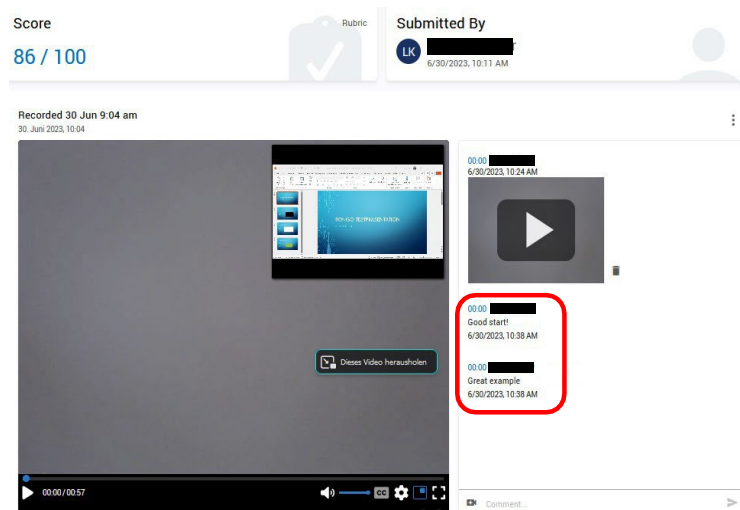 Score
Rubric
86 / 100
Submitted By
LK
6/30/2023, 10:11 AM
Recorded 30 Jun 9:04 am
30. Juni 2023, 10:04
00:00
6/30/2023, 10:24 AM
Dieses Video herausholen
00:00
Good start!
6/30/2023, 10:38 AM
00:00
Great example
6/30/2023, 10:38 AM
00:00/00:57
CC
Comment...